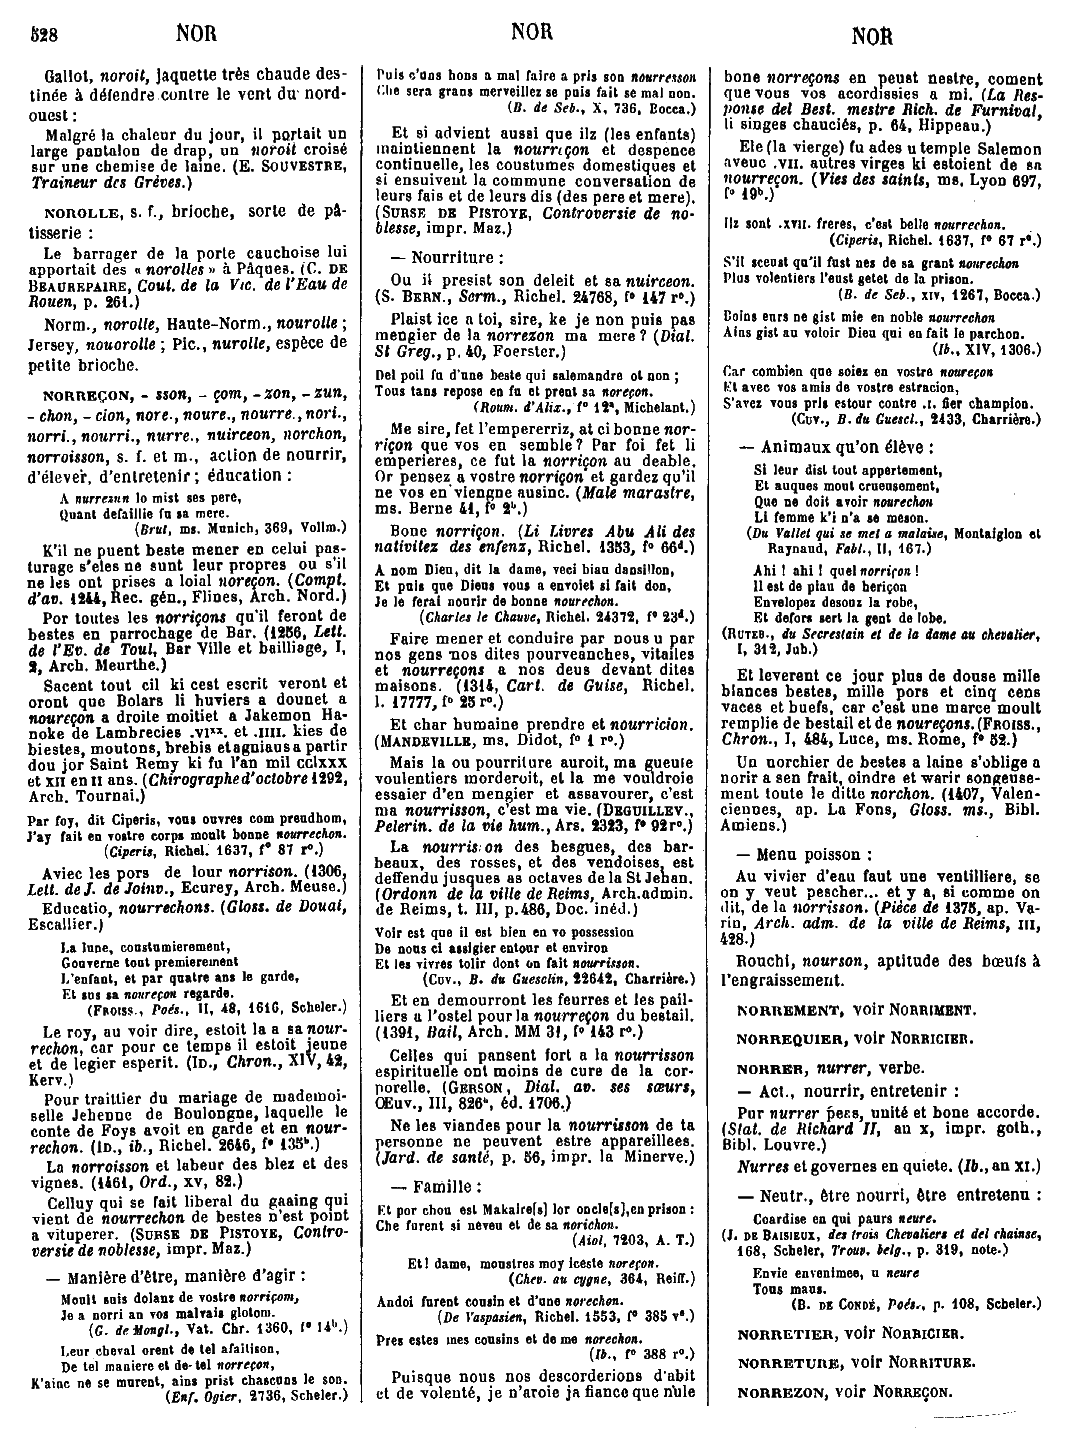 528 NOR NOR NOR
Gallot, noroit, jaquette très chaude des-
tinée à défendre contre le vent du nord-
ouest :
Malgré la chaleur du jour, il portait un
large pantalon de drap, un noroit croisé
sur une chemise de laine. (E. SOUVESTRE,
Traineur des Grèves.)
NOROLLE, s. f., brioche, sorte de pâ-
tisserie :
Le barrager de la porte cauchoise lui
apportait des « norolles » à Pâques. (C. DE
BEAUREPAIRE, Cout. de la Vic. de l'Eau de
Rouen, p. 261.)
Norm., norolle, Haute-Norm., nourolle ;
Jersey, nouorolle ; Pic., nurolle, espèce de
petite brioche.
NORREÇON, - sson, - çom, - zon, - zun,
- chon, - cion, nore., noure., nourre., nori.,
norri., nourri., nurre., nuirceon, norchon,
norroisson, s. f. et m., action de nourrir,
d'élever, d'entretenir ; éducation :
A nurresun lo mist ses pere,
Quant defaillie fu sa mere.
(Brut, ms. Munich, 369, Vollm.)
K'il ne puent beste mener en celui pas-
turage s'eles ne sunt leur propres ou s'il
ne les ont prises a loial noreçon. (Compt.
d'av. 1244, Rec. gén., Flines, Arch. Nord.)
Por toutes les norriçons qu'il feront de
bestes en parrochage de Bar. (1256, Lett.
de l'Ev. de Toul, Bar Ville et bailliage, I,
2, Arch. Meurthe.)
Sacent tout cil ki cest escrit veront et
oront que Bolars li huviers a dounet a
noureçon a droite moitiet a Jakemon Ha-
noke de Lambrecies .VIxx. et .IIII. kies de
biestes, moutons, brebis et agniaus a partir
dou jor Saint Remy ki fu l'an mil CCLXXX
et XII en II ans. (Chirographe d'octobre 1292,
Arch. Tournai.)
Par foy, dit Ciperis, vous ouvres com preudhom,
J'ay fait en vostre corps moult bonne nourrechon.
(Ciperis, Richel. 1637, f° 87 r°.)
Aviec les pors de lour norrison. (1306,
Lett. de J. de Joinv., Ecurey, Arch. Meuse.)
Educatio, nourrechons. (Gloss. de Douai,
Escallier.)
La lune, coustumierement,
Gouverne tout premierement
L'enfant, et par quatre ans le garde,
Et sus sa noureçon regarde.
(FROISS., Poés., II, 48, 1616, Scheler.)
Le roy, au voir dire, estoit la a sa nour-
rechon, car pour ce temps il estoit jeune
et de legier esperit. (ID., Chron., XIV, 42,
Kerv.)
Pour traittier du mariage de mademoi-
selle Jehenne de Boulongne, laquelle le
conte de Foys avoit en garde et en nour-
rechon. (ID., ib., Richel. 2646, f° 135b.)
La norroisson et labeur des blez et des
vignes. (1461, Ord., XV, 82.)
Celluy qui se fait liberal du gaaing qui
vient de nourrechon de bestes n'est point
a vituperer. (SURSE DE PISTOYE, Contro-
versie de noblesse, impr. Maz.)
— Manière d'être, manière d'agir :
Moult suis dolanz de vostre norriçom,
Je a norri an vos malvais glotom.
(G. de Mongl., Vat. Chr. 1360, f° 14b.)
Leur cheval orent de tel afaitison,
De tel maniere et de tel norreçon,
K'ainc ne se murent, ains prist chascuns le son.
(Enf. Ogier, 2736, Scheler.)
Puis c'uns hons a mal faire a pris son nourresson
Che sera grans merveillez se puis fait se mal non.
(B. de Seb., X, 736, Bocca.)
Et si advient aussi que ilz (les enfants)
maintiennent la nourriçon et despence
continuelle, les coustumes domestiques et
si ensuivent la commune conversation de
leurs fais et de leurs dis (des pere et mere).
(SURSE DE PISTOYE, Controversie de no-
blesse, impr. Maz.)
— Nourriture :
Ou il presist son deleit et sa nuirceon.
(S. BERN., Serm., Richel. 24768, f° 147 r°.)
Plaist ice a toi, sire, ke je non puis pas
mengier de la norrezon ma mere ? (Dial.
St Greg., p. 40, Foerster.)
Del poil fu d'une beste qui salemandre ot non ;
Tous tans repose en fu et prent sa noreçon.
(Roum. d'Alix., f° 12a, Michelant.)
Me sire, fet l'empererriz, at ci bonne nor-
riçon que vos en semble ? Par foi fet li
emperieres, ce fut la norriçon au deable.
Or pensez a vostre norriçon et gardez qu'il
ne vos en viengne ausinc. (Male marastre,
ms. Berne 41, f° 2b.)
Bone norriçon. (Li Livres Abu Ali des
nativitez des enfenz, Richel. 1353, f° 66d.)
A nom Dieu, dit la dame, veci biau dansillon,
Et puis que Dieus vous a envoiet si fait don,
Je le ferai nourir de bonne nourechon.
(Charles le Chauve, Richel. 24372, f° 23d.)
Faire mener et conduire par nous u par
nos gens nos dites pourveanches, vitailes
et nourreçons a nos deus devant dites
maisons. (1314, Cart. de Guise, Richel.
l. 17777, f° 25 r°.)
Et char humaine prendre et nourricion.
(MANDEVILLE, ms. Didot, f° 1 r°.)
Mais la ou pourriture auroit, ma gueule
voulentiers morderoit, et la me vouldroie
essaier d'en mengier et assavourer, c'est
ma nourrisson, c'est ma vie. (DEGUILLEV.,
Pelerin. de la vie hum., Ars. 2323, f° 92 r°.)
La nourrison des besgues, des bar-
beaux, des rosses, et des vendoises, est
deffendu jusques as octaves de la St Jehan.
(Ordonn de la ville de Reims, Arch. admin.
de Reims, t. III, p. 486, Doc. inéd.)
Voir est que il est bien en vo possession
De nous ci assigier entour et environ
Et les vivres tolir dont on fait nourrisson.
(CUV., B. du Guesclin, 22642, Charrière.)
Et en demourront les feurres et les pail-
liers a l'ostel pour la nourreçon du bestail.
(1391, Bail, Arch. MM 31, f° 143 r°.)
Celles qui pansent fort a la nourrisson
espirituelle ont moins de cure de la cor-
porelle. (GERSON, Dial. av. ses sœurs,
Œuv., III, 826a, éd. 1706.)
Ne les viandes pour la nourrisson de ta
personne ne peuvent estre appareillees.
(Jard. de santé, p. 56, impr. la Minerve.)
— Famille :
Et por chou est Makaire[s] lor oncle[s], en prison :
Che furent si neveu et de sa norichon.
(Aiol, 7203, A. T.)
Et ! dame, monstres moy iceste noreçon.
(Chev. au cygne, 364, Reiff.)
Andoi furent cousin et d'une norechon.
(De Vaspasien, Richel. 1553, f° 385 v°.)
Pres estes mes cousins et de me norechon.
(Ib., f° 388 r°.)
Puisque nous nos descorderions d'abit
et de volenté, je n'aroie ja fiance que nule
bone norreçons en peust nestre, coment
que vous vos acordissies a mi. (La Res-
ponse del Best. mestre Rich. de Furnival,
li singes chauciés, p. 64, Hippeau.)
Ele (la vierge) fu ades u temple Salemon
aveuc .VII. autres virges ki estoient de sa
nourreçon. (Vies des saints, ms. Lyon 697,
f° 19b.)
Ilz sont .XVII. freres, c'est belle nourrechon.
(Ciperis, Richel. 1637, f° 67 r°.)
S'il sceust qu'il fust nes de sa grant nourechon
Plus volentiers l'eust getet de la prison.
(B. de Seb., XIV, 1267, Bocca.)
Boins eurs ne gist mie en noble nourrechon
Ains gist au voloir Dieu qui en fait le parchon.
(Ib., XIV, 1306.)
Car combien que soiez en vostre noureçon
Et avec vos amis de vostre estracion,
S'avez vous pris estour contre .I. fier champion.
(CUV., B. du Guescl., 2433, Charrière.)
— Animaux qu'on élève :
Si leur dist tout appertement,
Et auques mout crueusement,
Que ne doit avoir nourechon
Li femme k'i n'a se meson.
(Du Vallet qui se met a malaise, Montaiglon et
Raynaud, Fabl., II, 167.)
Ahi ! ahi ! quel norriçon !
Il est de plau de heriçon
Envelopez desouz la robe,
Et defors sert la gent de lobe.
(RUTEB., du Secrestain et de la dame au chevalier,
I, 312, Jub.)
Et leverent ce jour plus de douse mille
blances bestes, mille pors et cinq cens
vaces et buefs, car c'est une marce moult
remplie de bestail et de noureçons. (FROISS.,
Chron., I, 484, Luce, ms. Rome, f° 52.)
Un norchier de bestes a laine s'oblige a
norir a sen frait, oindre et warir songeuse-
ment toute le ditte norchon. (1407, Valen-
ciennes, ap. La Fons, Gloss. ms., Bibl.
Amiens.)
— Menu poisson :
Au vivier d'eau faut une ventilliere, se
on y veut pescher... et y a, si comme on
dit, de la norrisson. (Pièce de 1375, ap. Va-
rin, Arch. adm. de la ville de Reims, III,
428.)
Rouchi, nourson, aptitude des bœufs à
l'engraissement.
NORREMENT, voir NORRIMENT.
NORREQUIER, voir NORRICIER.
NORRER, nurrer, verbe.
— Act., nourrir, entretenir :
Pur nurrer pees, unité et bone accorde.
(Stat. de Richard II, an X, impr. goth.,
Bibl. Louvre.)
Nurres et governes en quiete. (Ib., an XI.)
— Neutr., être nourri, être entretenu :
Coardise en qui paurs neure.
(J. DE BAISIEUX, des trois Chevaliers et del chainse,
168, Scheler, Trouv. belg., p. 319, note.)
Envie envenimee, u neure
Tous maus.
(B. DE CONDÉ, Poés., p. 108, Scheler.)
NORRETIER, voir NORRICIER.
NORRETURE, voir NORRITURE.
NORREZON, voir NORREÇON.